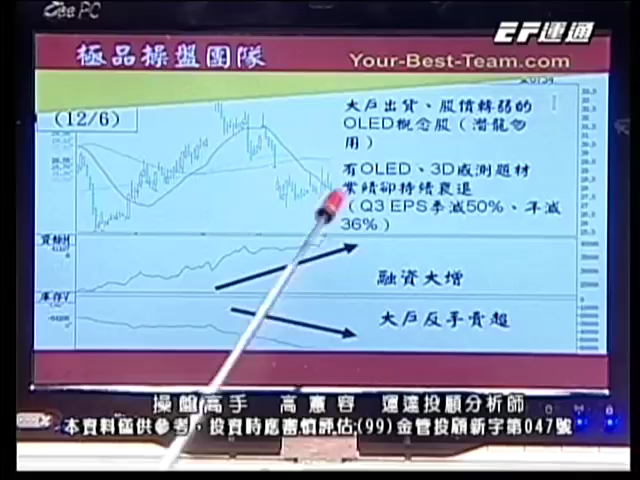 Eee PC
EF運通
極品操盤團隊
Your-Best-Team.com
(12/6)
大戶出貨、股價轉弱的
OLED概念股（潛龍勿
用）
有OLED、3D感測題材
業績卻持續衰退
（Q3 EPS季減50%、年減
36%）
融資大增
大戶反手賣超
操盤高手 高憲容 運達投顧分析師
本資料僅供參考，投資時應審慎評估(99)金管投顧新字第047號